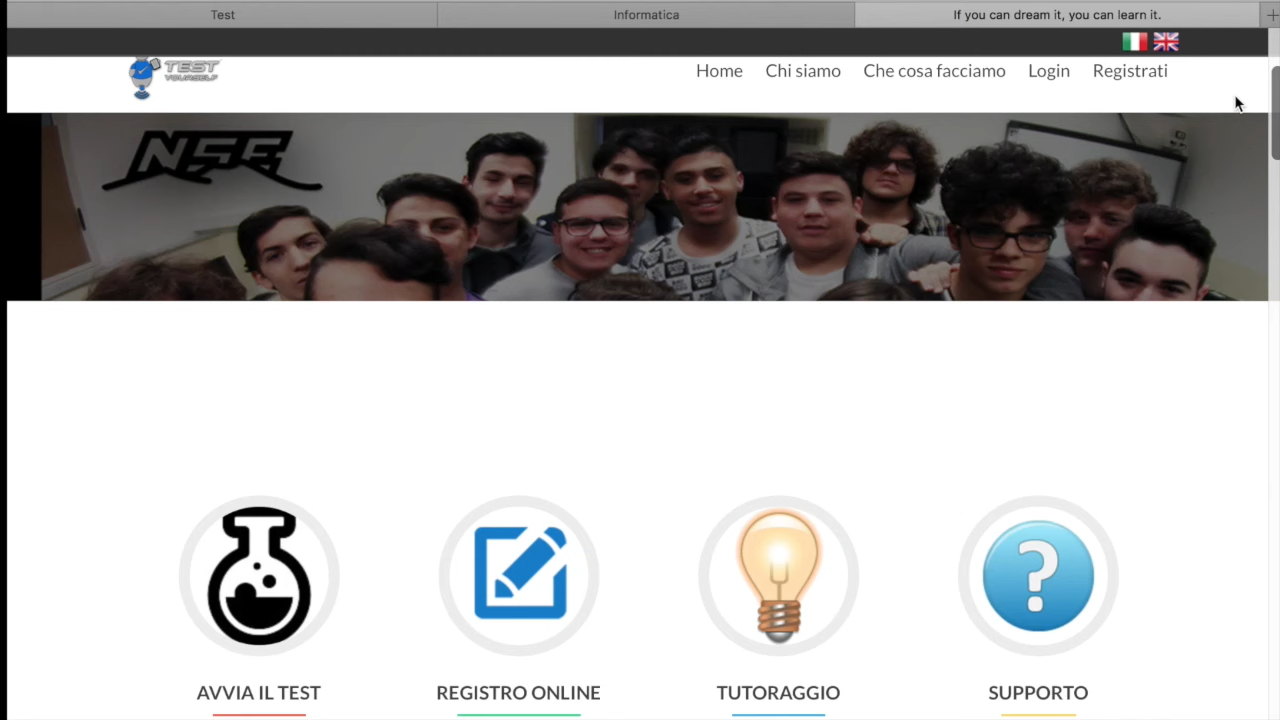 Test
Informatica
If you can dream it, you can learn it.
TEST
YOURSELF
Home
Chi siamo
Che cosa facciamo
Login
Registrati
AVVIA IL TEST
REGISTRO ONLINE
TUTORAGGIO
SUPPORTO